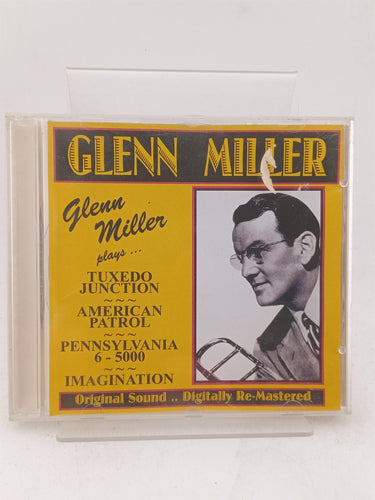 GLENN MILLER
Glenn
Miller
plays ...
TUXEDO
JUNCTION
~~~
AMERICAN
PATROL
~~~
PENNSYLVANIA
6-5000
~~~
IMAGINATION
Original Sound .. Digitally Re-Mastered